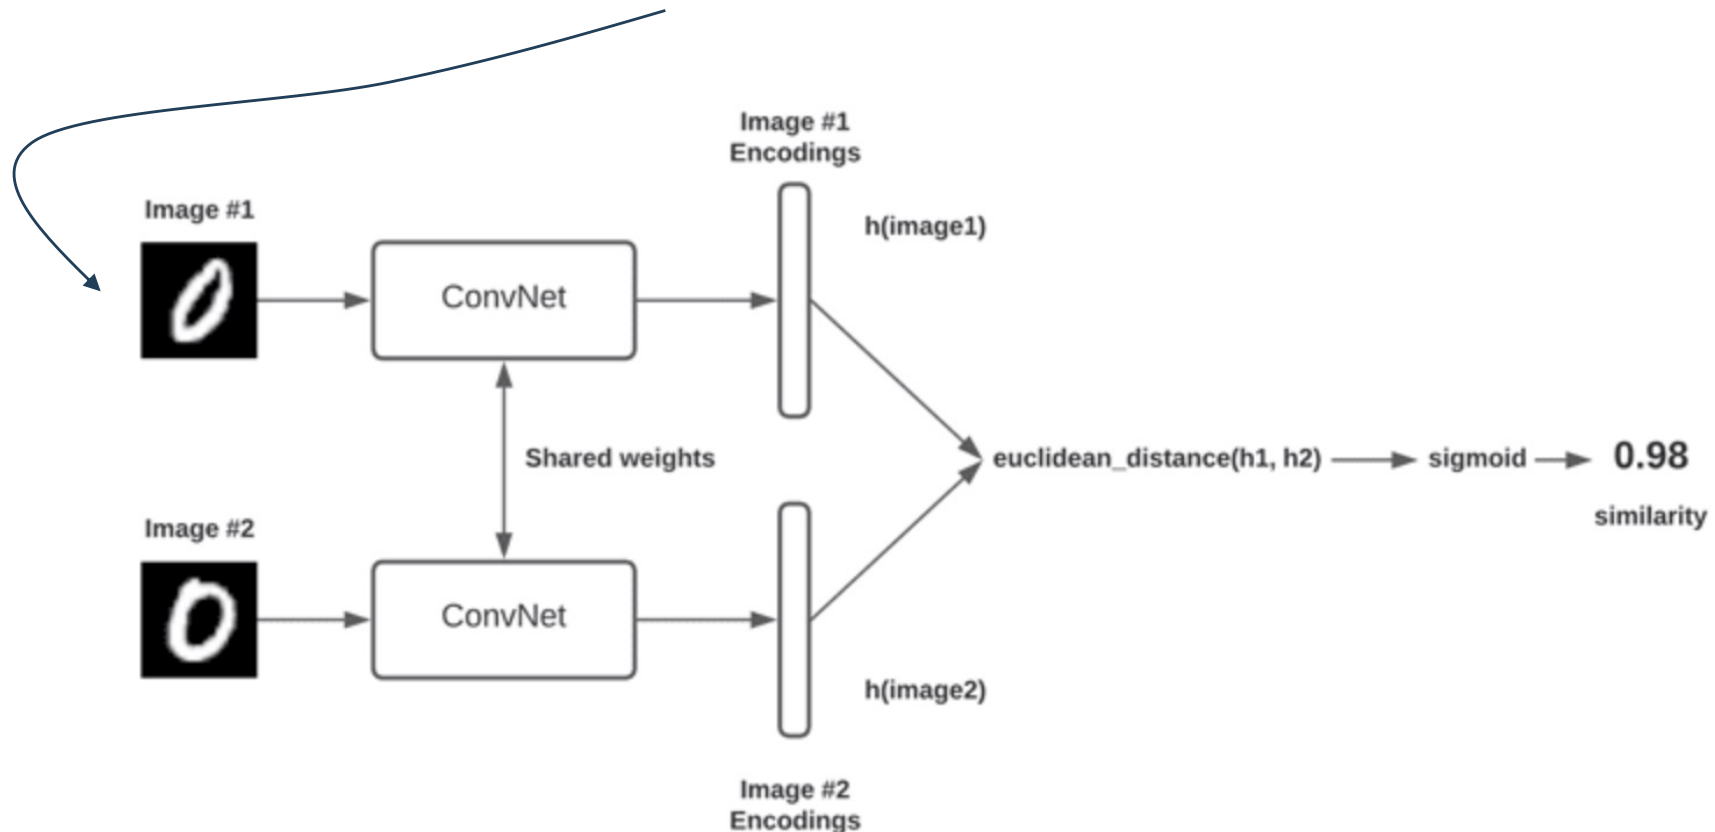 Image #1
Encodings
Image #1
h(image1)
ConvNet
Shared weights
euclidean_distance(h1, h2)
sigmoid
0.98
similarity
Image #2
ConvNet
h(image2)
Image #2
Encodings